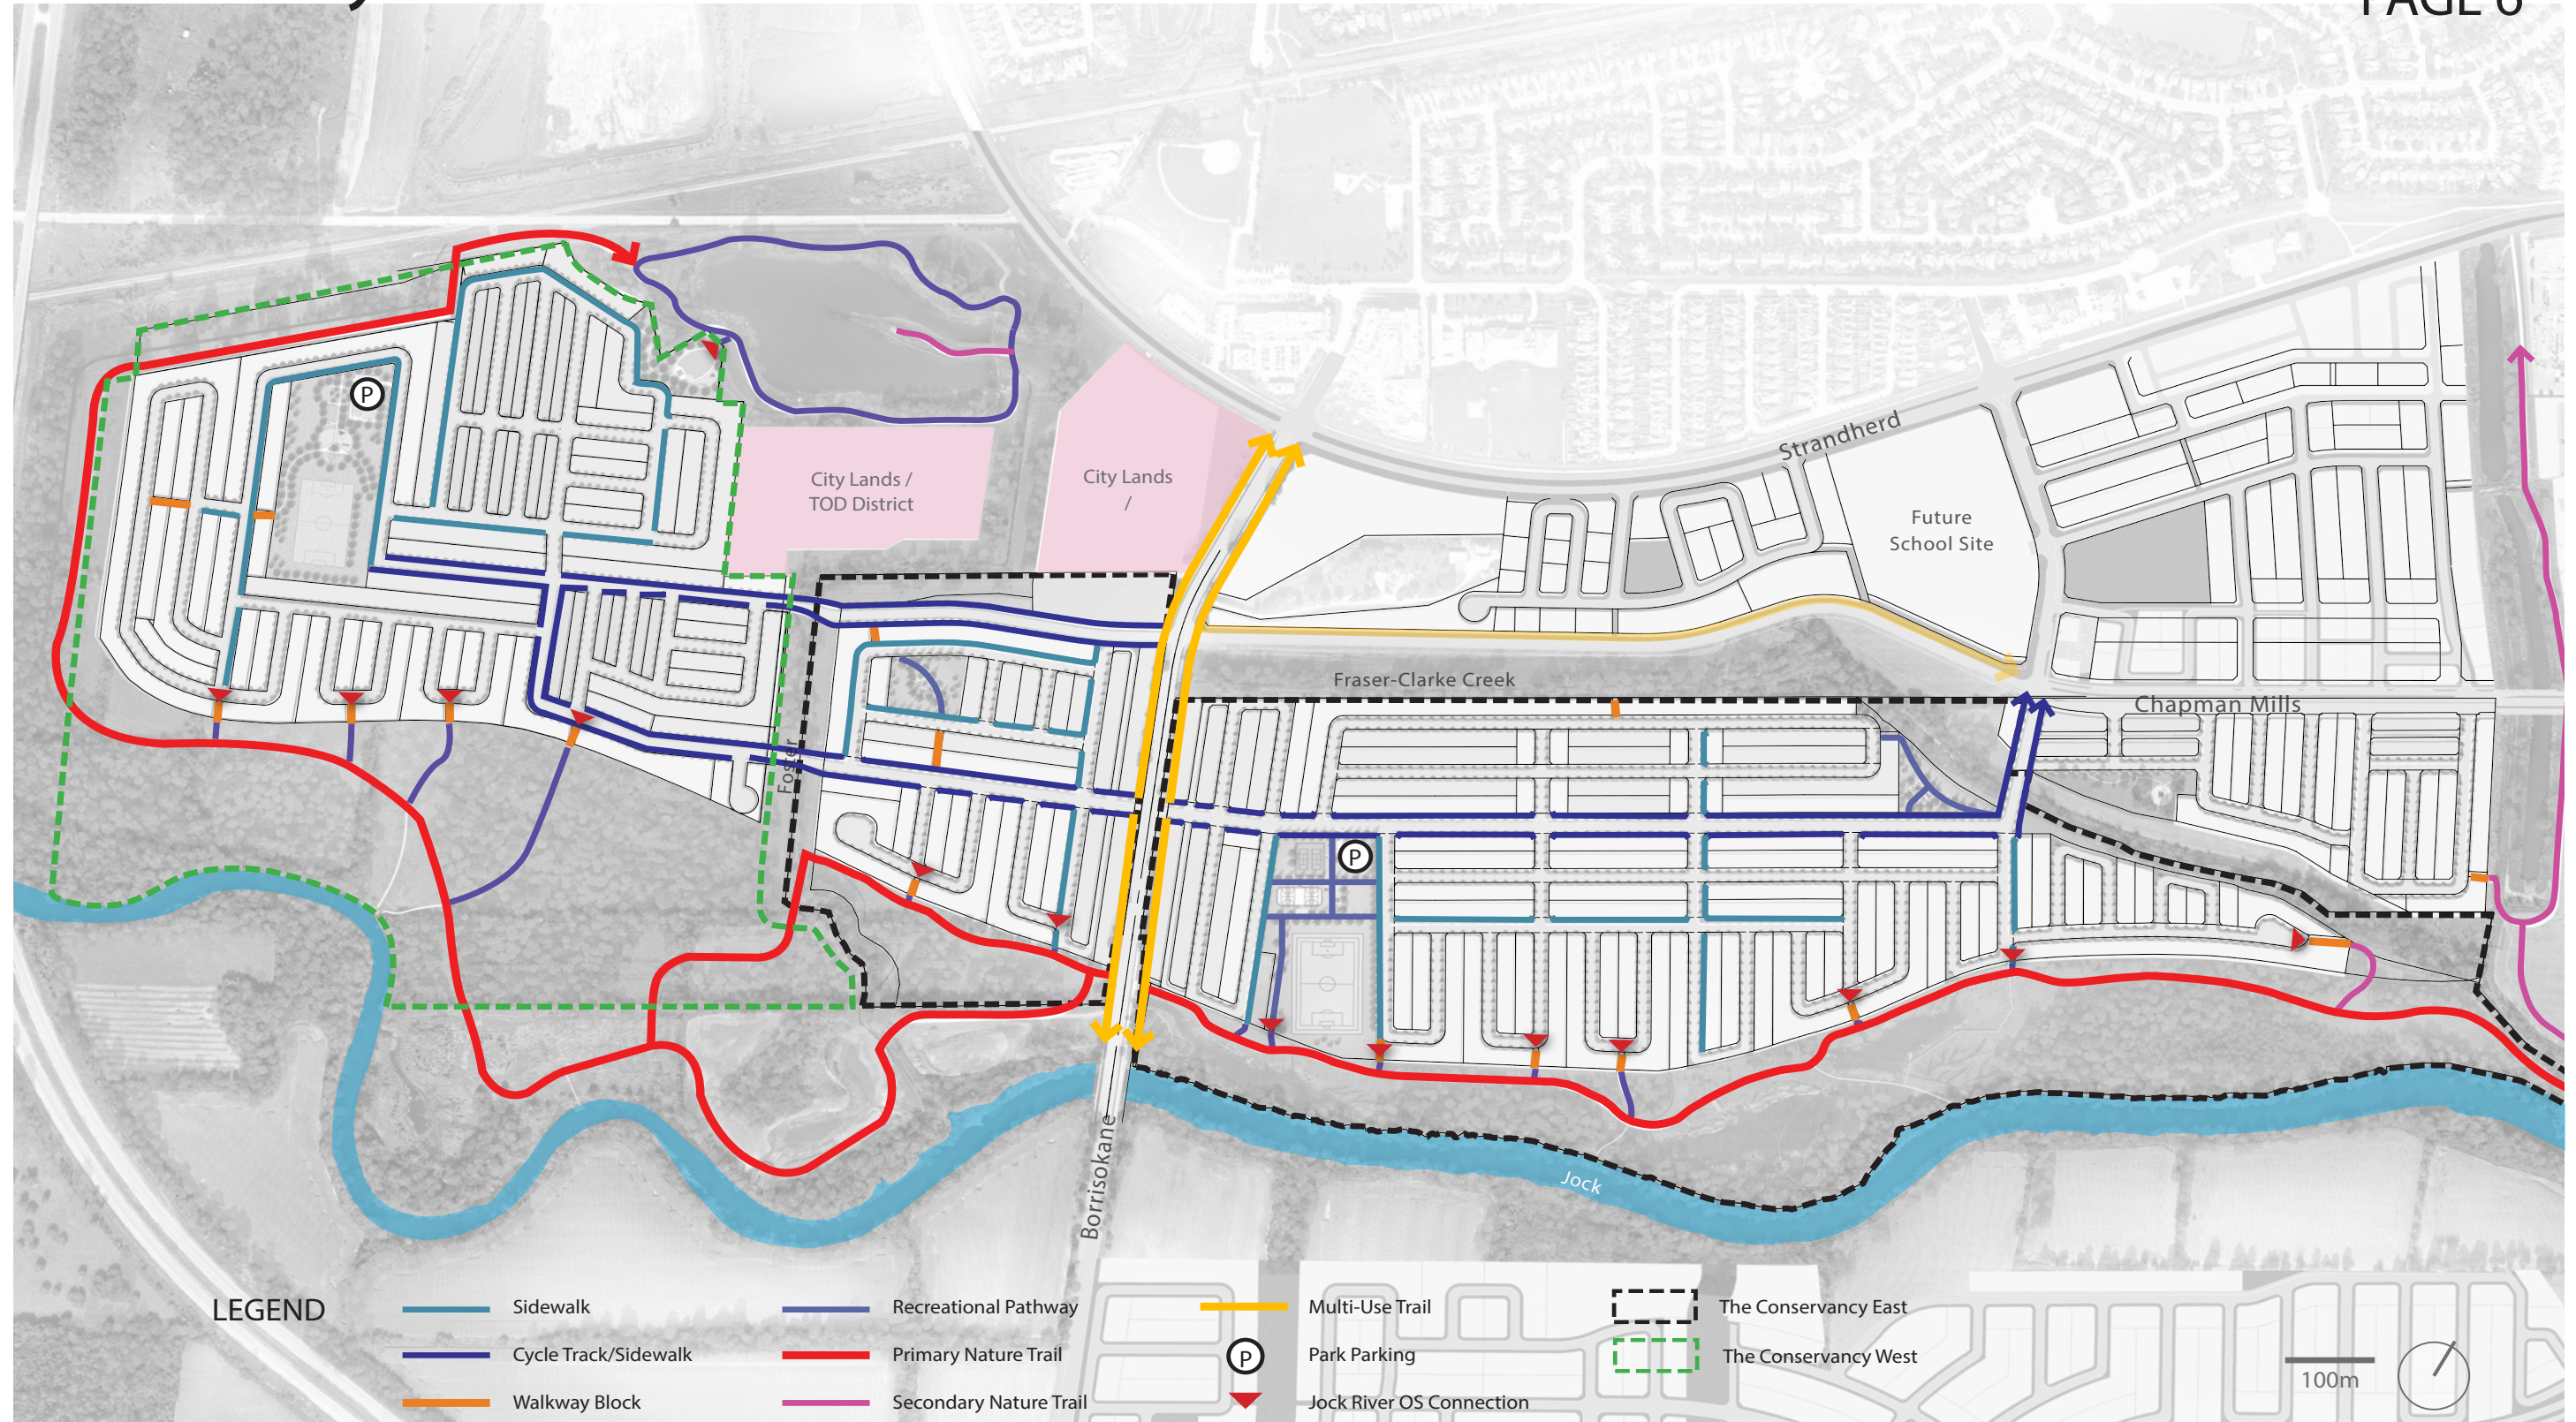 PAGE 6
City Lands /
TOD District
City Lands
/
Strandherd
Future
School Site
Fraser-Clarke Creek
Chapman Mills
Foster
P
P
Jock
Borrisokane
LEGEND
Sidewalk
Cycle Track/Sidewalk
Walkway Block
Recreational Pathway
Primary Nature Trail
Secondary Nature Trail
Multi-Use Trail
P
Park Parking
Jock River OS Connection
The Conservancy East
The Conservancy West
100m